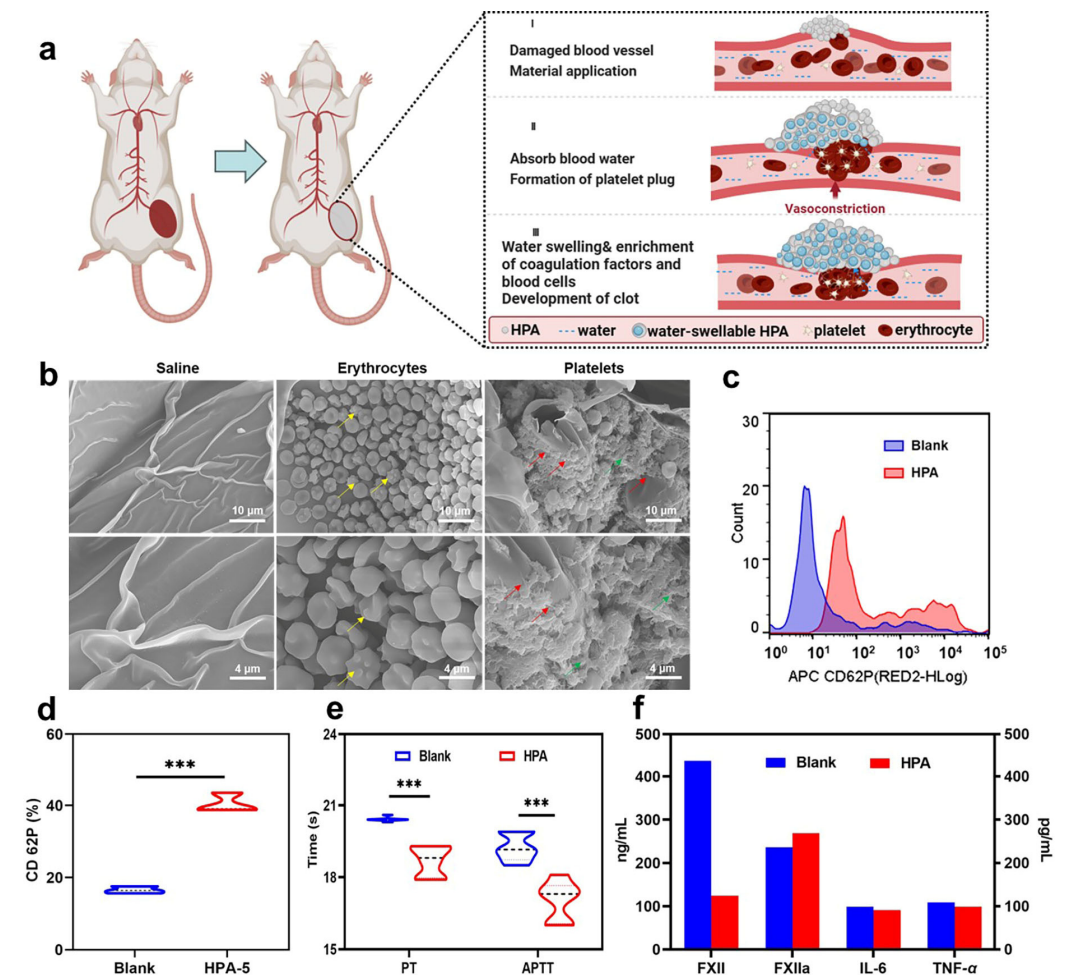 a
I
Damaged blood vessel
Material application
II
Absorb blood water
Formation of platelet plug
Vasoconstriction
III
Water swelling& enrichment
of coagulation factors and
blood cells
Development of clot
HPA water water-swellable HPA platelet erythrocyte
b
Saline Erythrocytes Platelets
10 μm 10 μm 10 μm
4 μm 4 μm 4 μm
c
30
20
10
0
Count
Blank
HPA
10⁰ 10¹ 10² 10³ 10⁴ 10⁵
APC CD62P(RED2-HLog)
d
60
40
20
0
CD 62P (%)
***
Blank HPA-5
e
24
21
18
15
Time (s)
Blank HPA
***
***
PT APTT
f
500
400
300
200
100
0
ng/mL
Blank HPA
500
400
300
200
100
0
pg/mL
FXII FXIIa IL-6 TNF-α